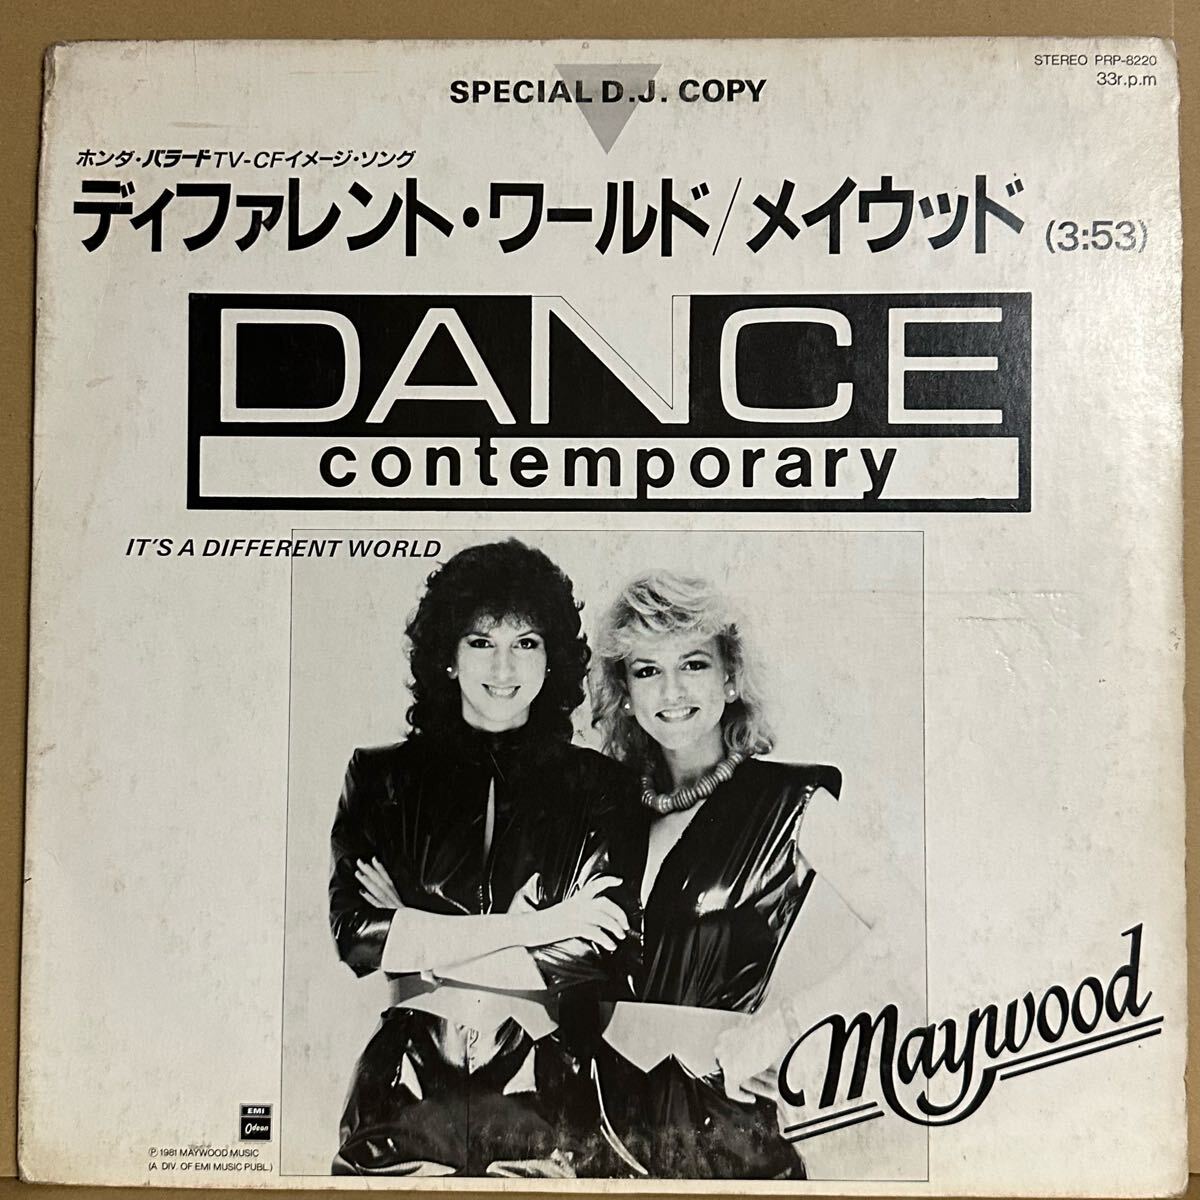 STEREO PRP-8220
33r.p.m
SPECIAL D.J. COPY
ホンダ・バラードTV-CFイメージ・ソング
ディファレント・ワールド/メイウッド (3:53)
DANCE
contemporary
IT'S A DIFFERENT WORLD
Maywood
EMI
Odeon
Ⓟ 1981 MAYWOOD MUSIC
(A DIV. OF EMI MUSIC PUBL.)